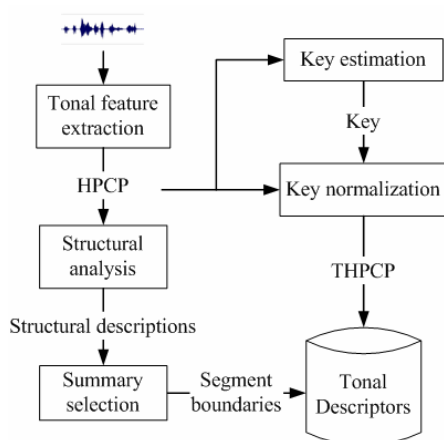 Tonal feature
extraction
HPCP
Structural
analysis
Structural descriptions
Summary
selection
Segment
boundaries
Key estimation
Key
Key normalization
THPCP
Tonal
Descriptors